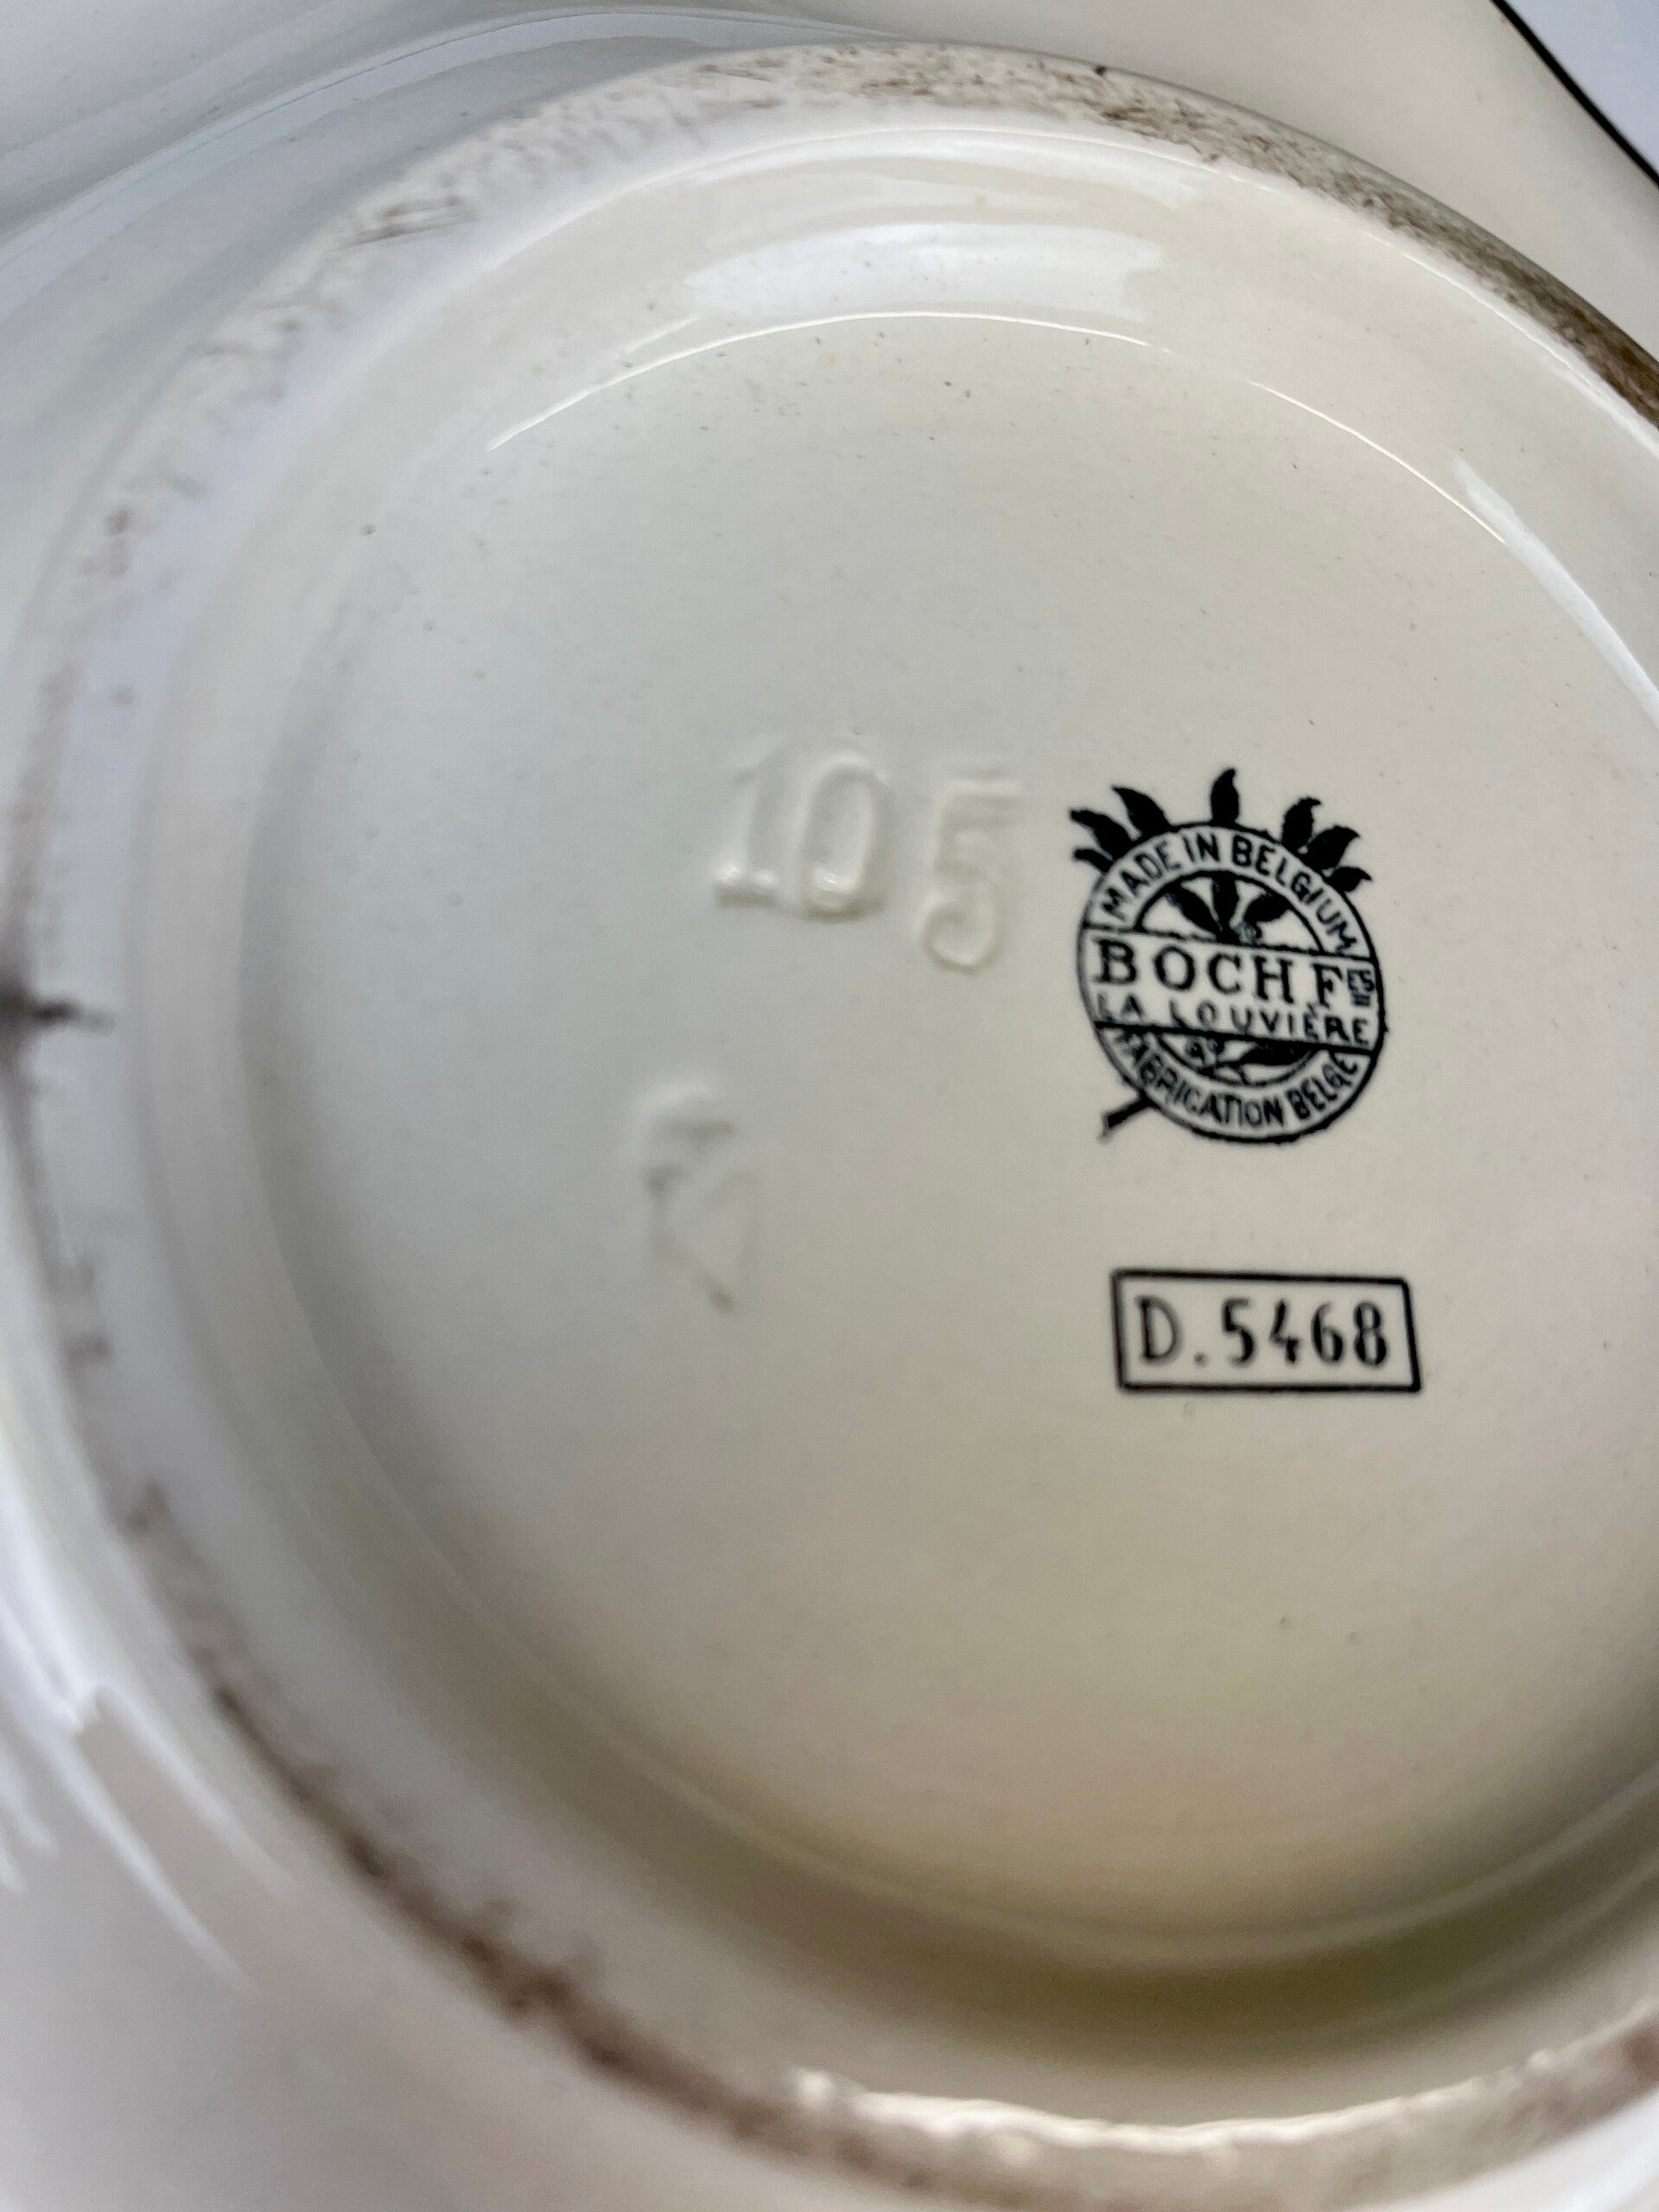 105
MADE IN BELGIUM
BOCH FES
LA LOUVIÈRE
FABRICATION BELGE
D.5468